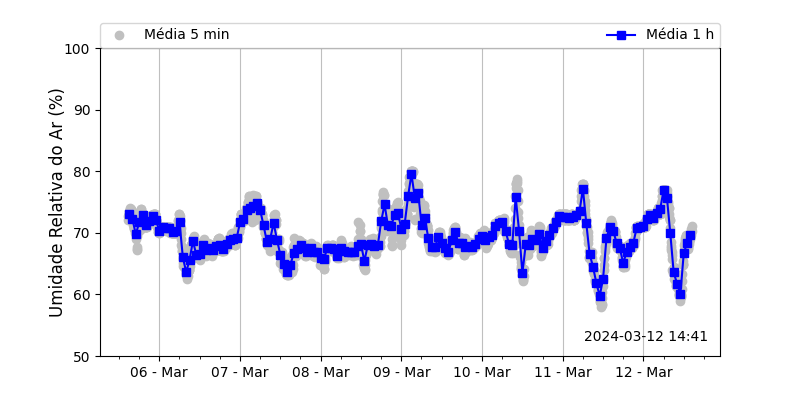 Média 5 min Média 1 h
Umidade Relativa do Ar (%)
100
90
80
70
60
50
2024-03-12 14:41
06 - Mar 07 - Mar 08 - Mar 09 - Mar 10 - Mar 11 - Mar 12 - Mar